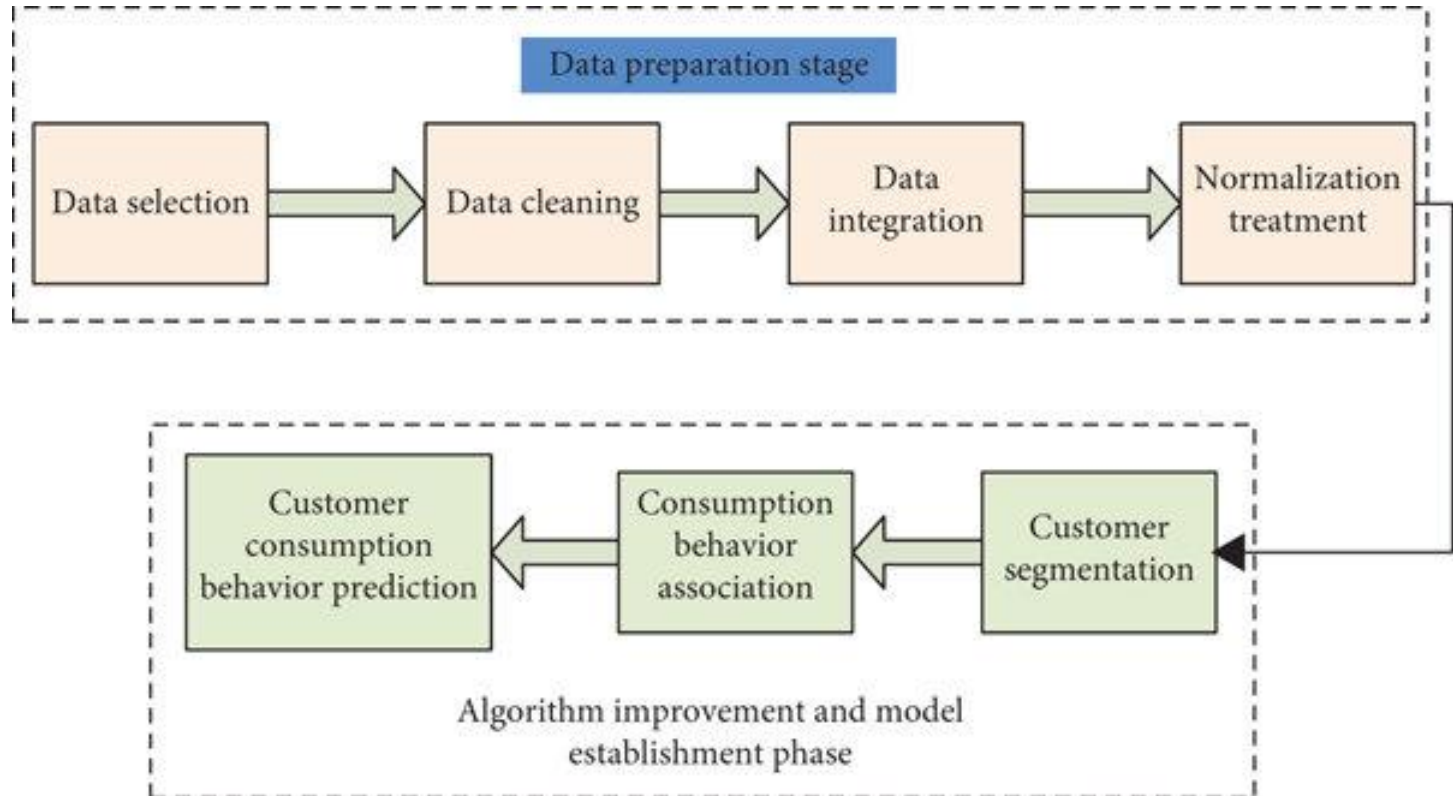 Data preparation stage
Data selection
Data cleaning
Data
integration
Normalization
treatment
Customer
consumption
behavior prediction
Consumption
behavior
association
Customer
segmentation
Algorithm improvement and model
establishment phase